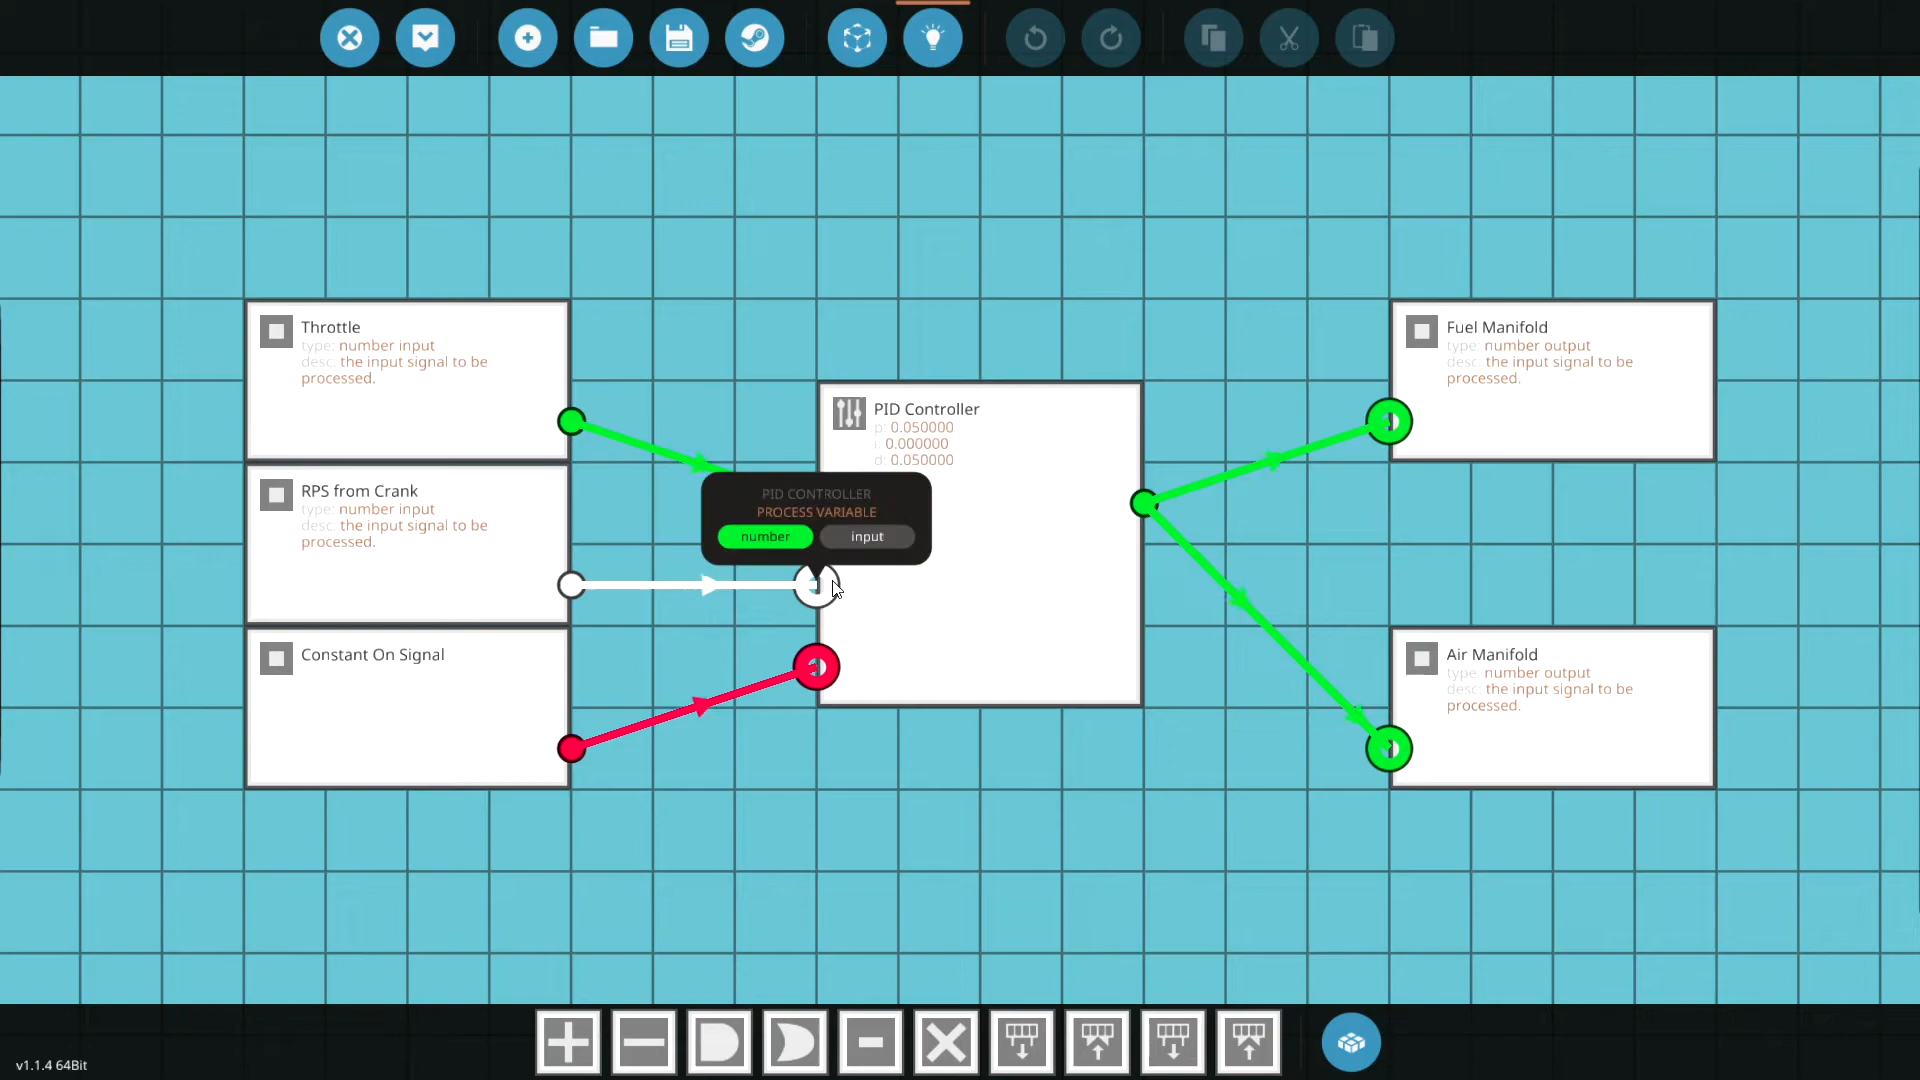 Throttle
type: number input
desc: the input signal to be
processed.
RPS from Crank
type: number input
desc: the input signal to be
processed.
Constant On Signal
PID Controller
p: 0.050000
i: 0.000000
d: 0.050000
PID CONTROLLER
PROCESS VARIABLE
number
input
Fuel Manifold
type: number output
desc: the input signal to be
processed.
Air Manifold
type: number output
desc: the input signal to be
processed.
v1.1.4 64Bit